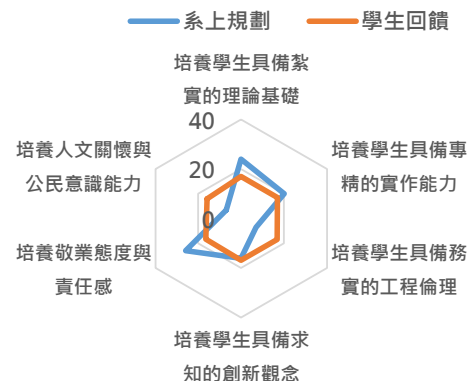 系上規劃 學生回饋
培養學生具備紮
實的理論基礎
40
20
0
培養人文關懷與
公民意識能力
培養學生具備專
精的實作能力
培養敬業態度與
責任感
培養學生具備務
實的工程倫理
培養學生具備求
知的創新觀念